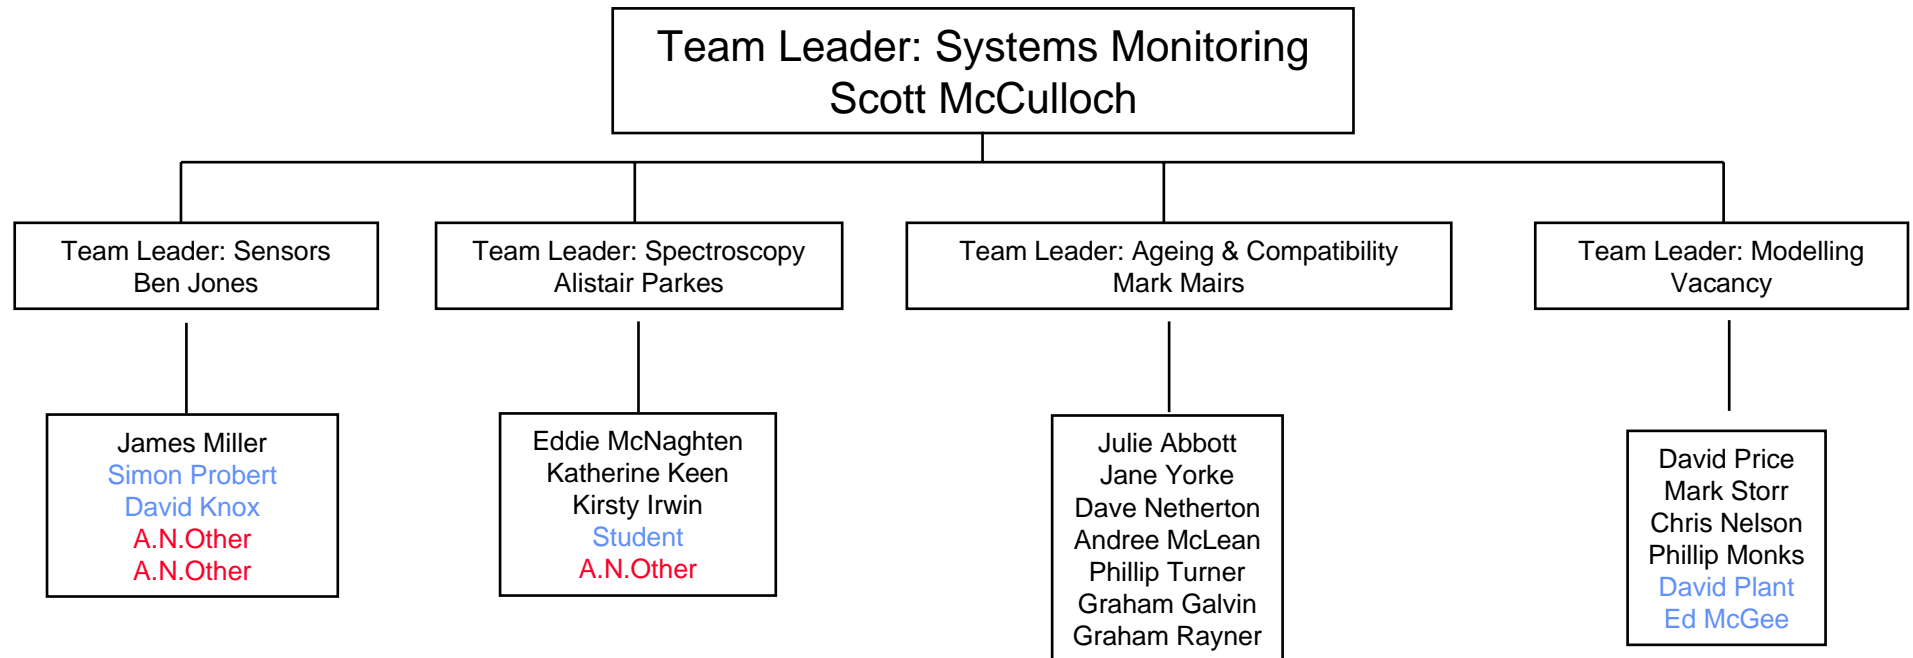 Team Leader: Systems Monitoring
Scott McCulloch
Team Leader: Sensors
Ben Jones
Team Leader: Spectroscopy
Alistair Parkes
Team Leader: Ageing & Compatibility
Mark Mairs
Team Leader: Modelling
Vacancy
James Miller
Simon Probert
David Knox
A.N.Other
A.N.Other
Eddie McNaghten
Katherine Keen
Kirsty Irwin
Student
A.N.Other
Julie Abbott
Jane Yorke
Dave Netherton
Andree McLean
Phillip Turner
Graham Galvin
Graham Rayner
David Price
Mark Storr
Chris Nelson
Phillip Monks
David Plant
Ed McGee